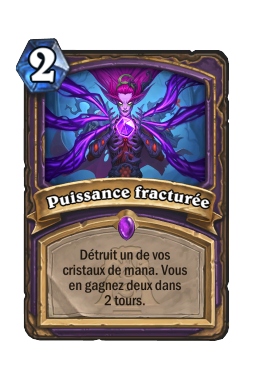 2
Puissance fracturée
Détruit un de vos
cristaux de mana. Vous
en gagnez deux dans
2 tours.